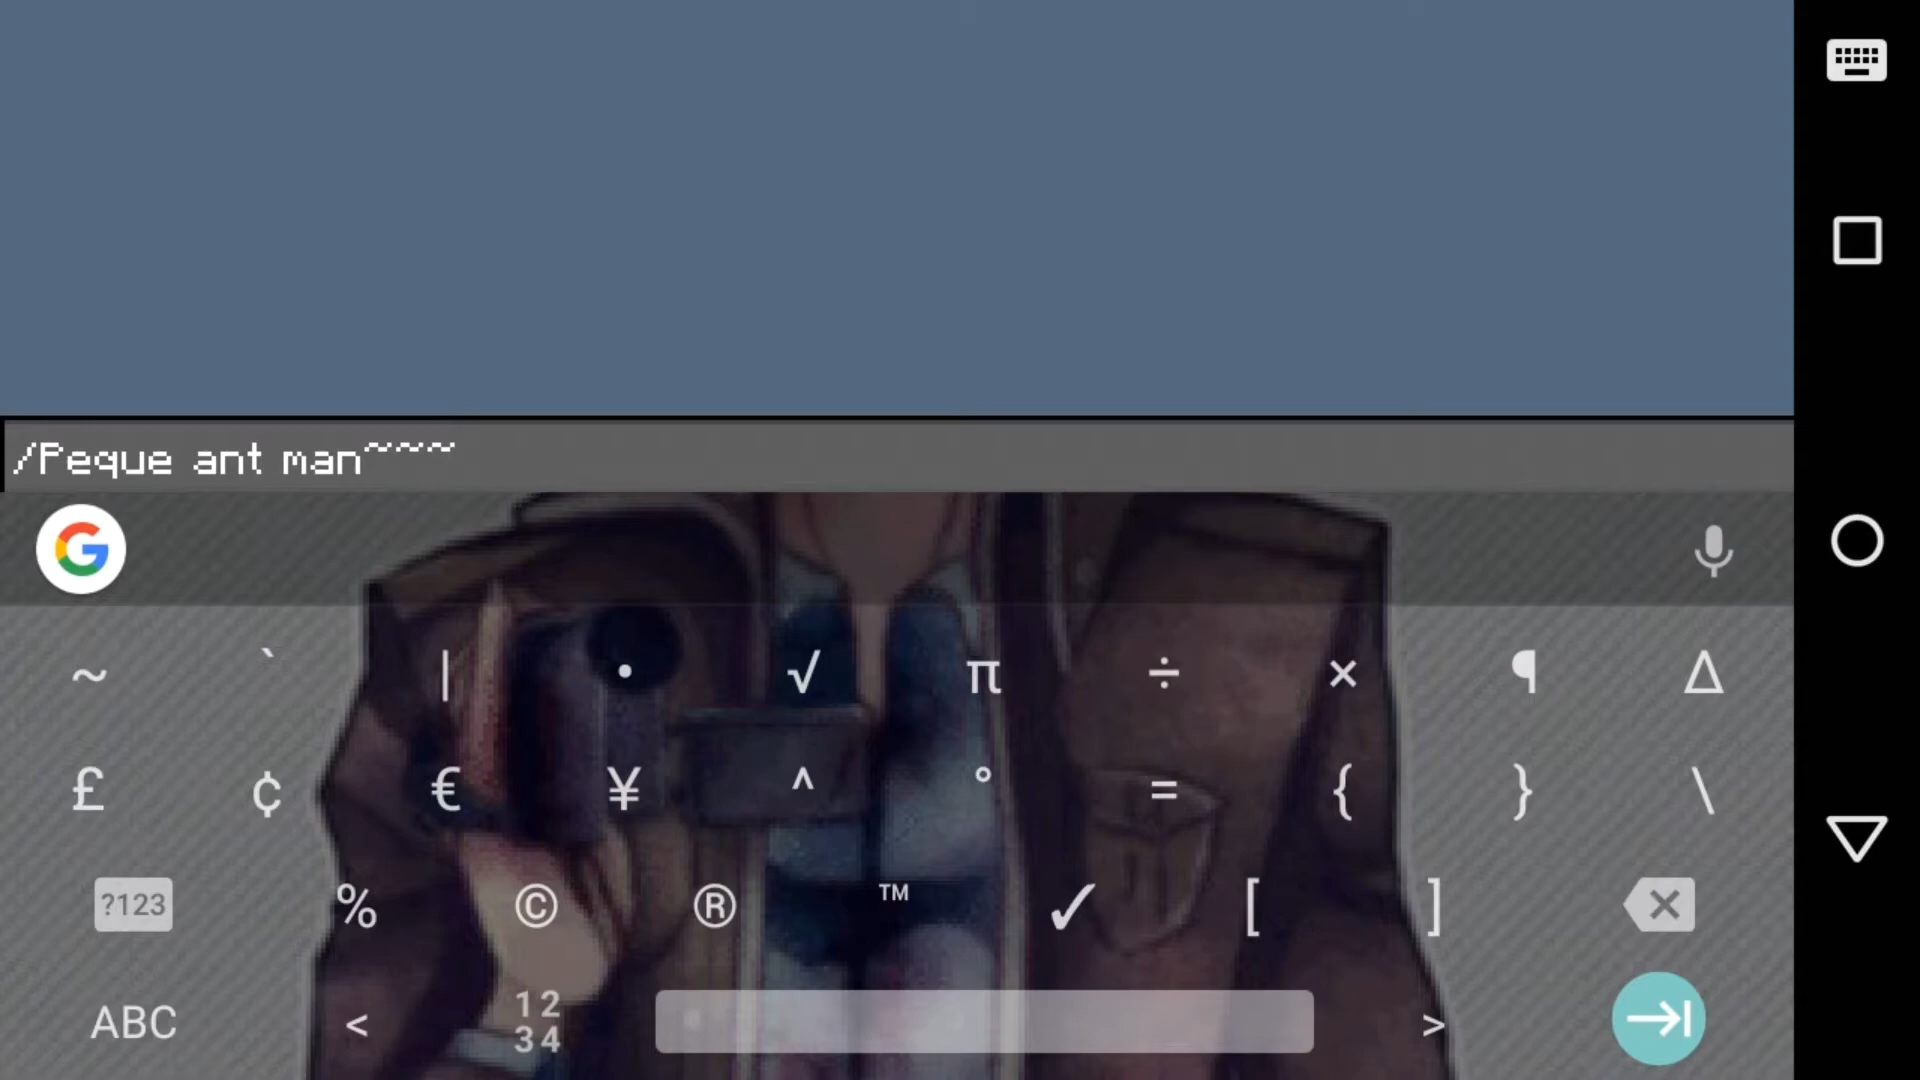 /Peque ant man~~~
G
~ ` | • √ π ÷ × ¶ Δ
£ ¢ € ¥ ^ ° = { } \
?123 % © ® ™ ✓ [ ]
ABC < 12 34 >